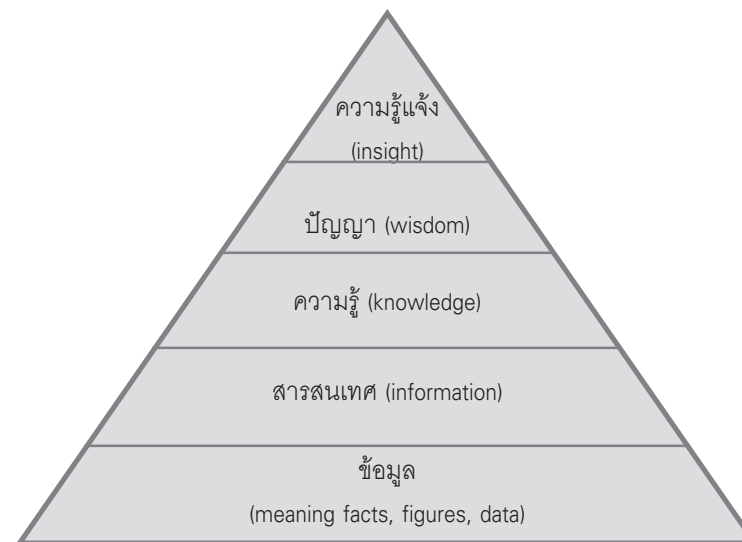 ความรู้แจ้ง
(insight)
ปัญญา (wisdom)
ความรู้ (knowledge)
สารสนเทศ (information)
ข้อมูล
(meaning facts, figures, data)